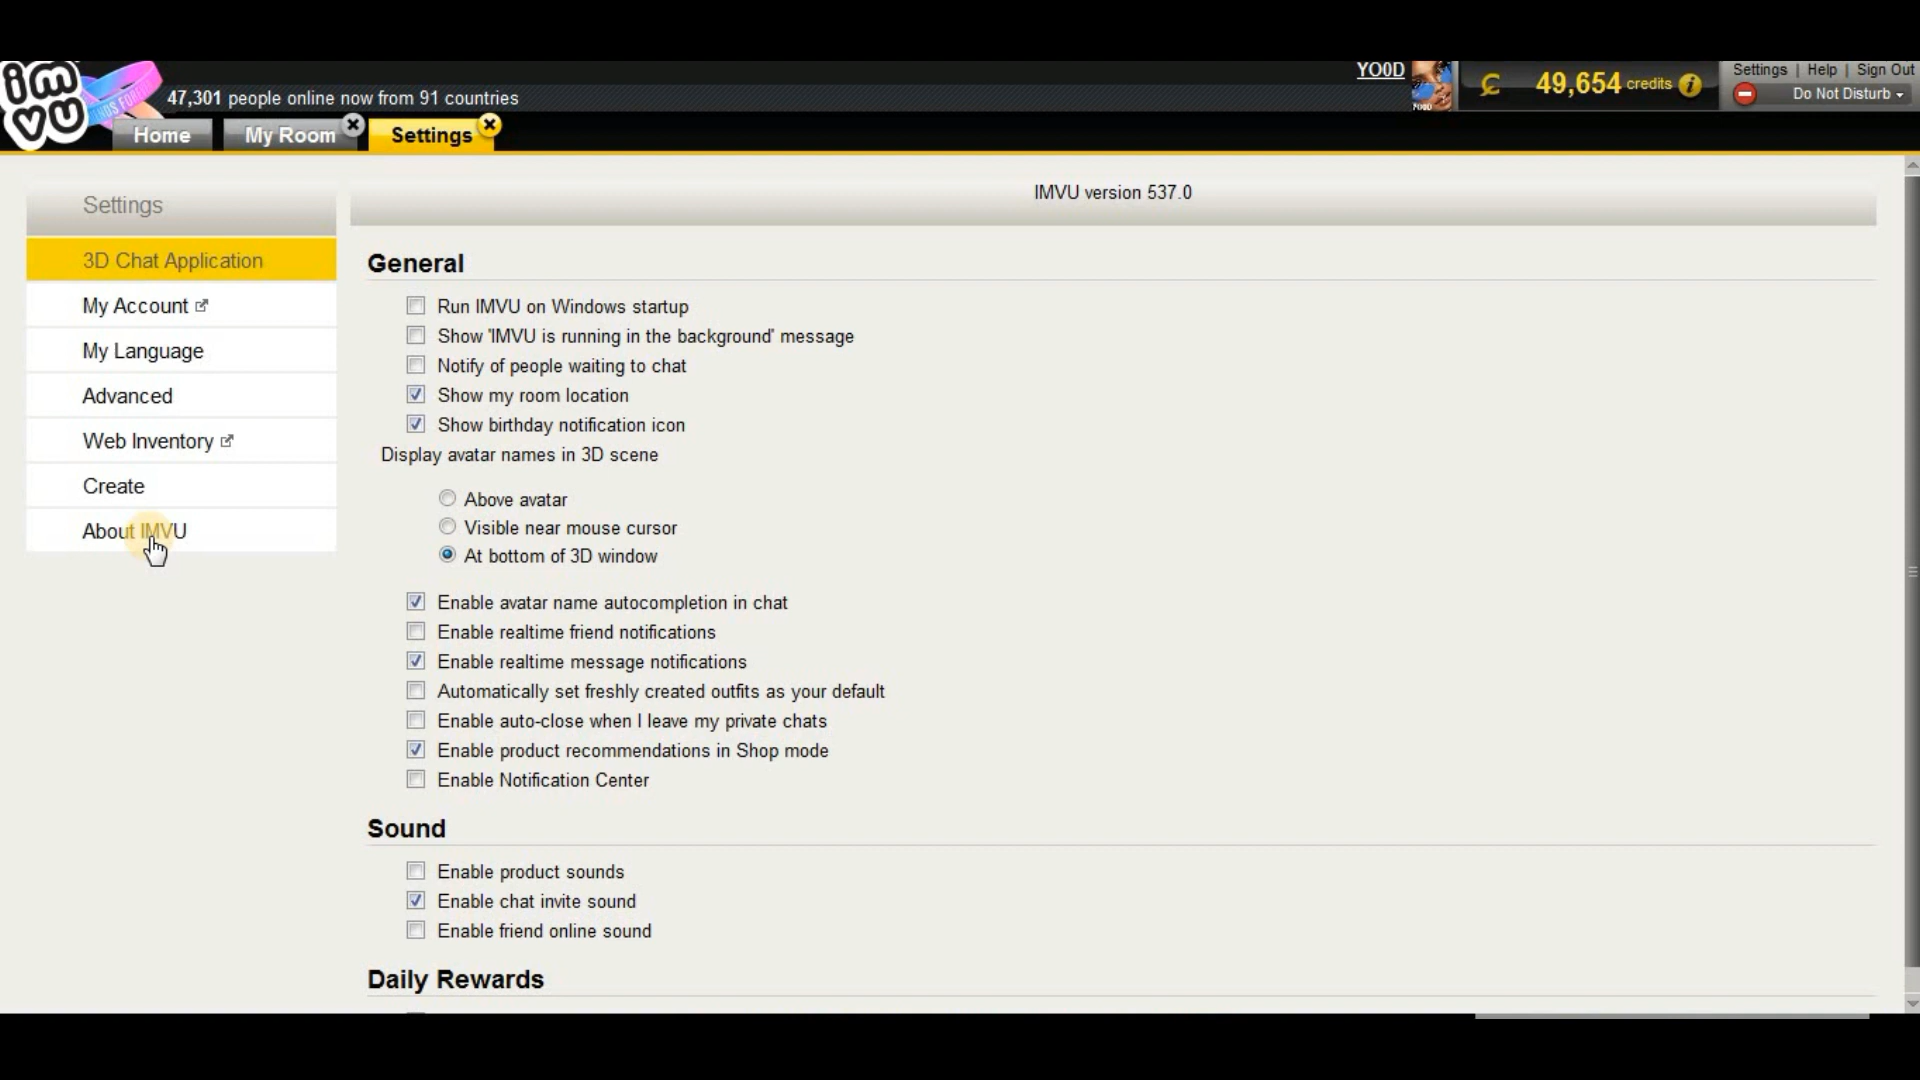 imvu
47,301 people online now from 91 countries
YO0D
49,654 credits
Settings | Help | Sign Out
Do Not Disturb
Home
My Room
Settings
Settings
3D Chat Application
My Account
My Language
Advanced
Web Inventory
Create
About IMVU
IMVU version 537.0
General
Run IMVU on Windows startup
Show 'IMVU is running in the background' message
Notify of people waiting to chat
Show my room location
Show birthday notification icon
Display avatar names in 3D scene
Above avatar
Visible near mouse cursor
At bottom of 3D window
Enable avatar name autocompletion in chat
Enable realtime friend notifications
Enable realtime message notifications
Automatically set freshly created outfits as your default
Enable auto-close when I leave my private chats
Enable product recommendations in Shop mode
Enable Notification Center
Sound
Enable product sounds
Enable chat invite sound
Enable friend online sound
Daily Rewards